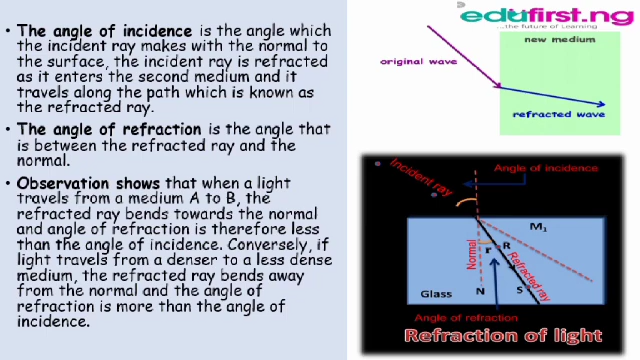 • The angle of incidence is the angle which
the incident ray makes with the normal to
the surface, the incident ray is refracted
as it enters the second medium and it
travels along the path which is known as
the refracted ray.
• The angle of refraction is the angle that
is between the refracted ray and the
normal.
• Observation shows that when a light
travels from a medium A to B, the
refracted ray bends towards the normal
and angle of refraction is therefore less
than the angle of incidence. Conversely, if
light travels from a denser to a less dense
medium, the refracted ray bends away
from the normal and the angle of
refraction is more than the angle of
incidence.
edufirst.ng
...the Future of Learning
new medium
original wave
refracted wave
Incident ray
Angle of incidence
M₁
Normal
r
R
Refracted ray
Glass
N
S
Angle of refraction
Refraction of light